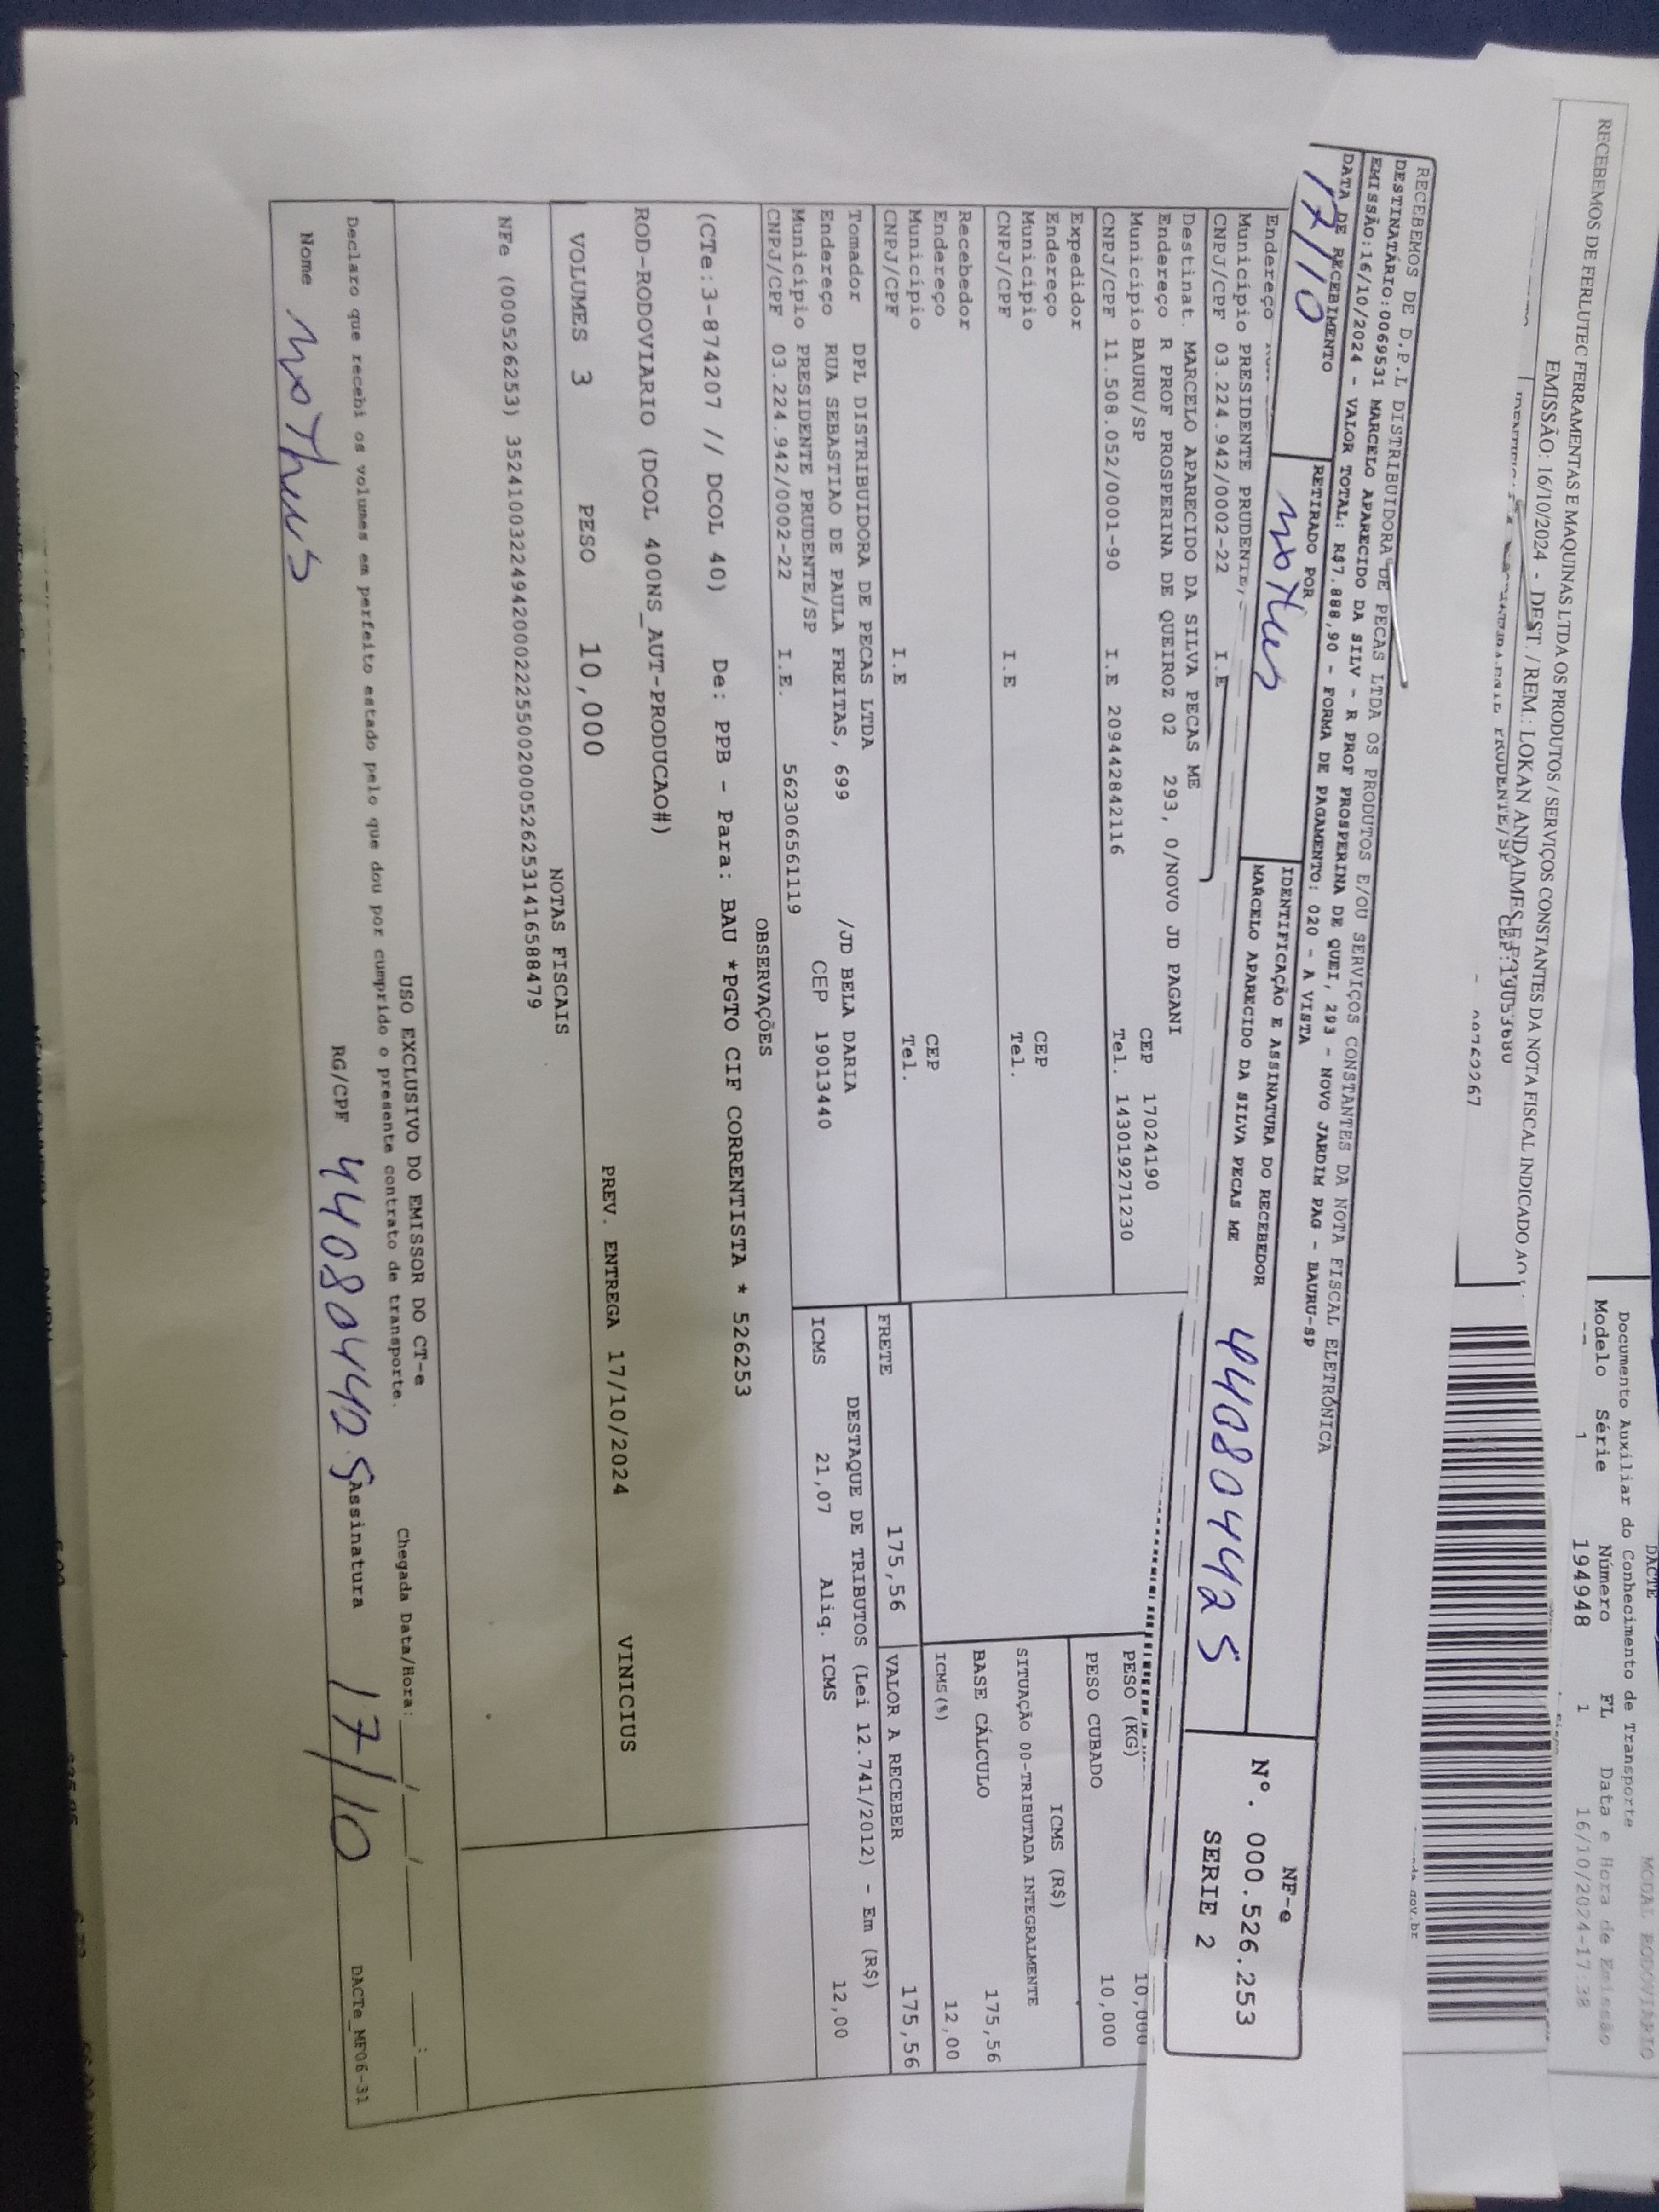 DACTE
MODAL RODOVIARIO
Documento Auxiliar do Conhecimento de Transporte
Modelo Série Número FL Data e Hora de Emissão
1 194948 1 16/10/2024-17:38
RECEBEMOS DE FERLUTEC FERRAMENTAS E MAQUINAS LTDA OS PRODUTOS / SERVIÇOS CONSTANTES DA NOTA FISCAL INDICADO AO
EMISSÃO: 16/10/2024 - DEST. / REM.: LOKAN ANDAIMES E
PRUDENTE/SP
RECEBEMOS DE D.P.L DISTRIBUIDORA DE PECAS LTDA OS PRODUTOS E/OU SERVIÇOS CONSTANTES DA NOTA FISCAL ELETRÔNICA
DESTINATÁRIO:0069531 MARCELO APARECIDO DA SILV - R PROF PROSPERINA DE QUEI, 293 - NOVO JARDIM PAG - BAURU-SP
EMISSÃO:16/10/2024 - VALOR TOTAL: R$7.888,90 - FORMA DE PAGAMENTO: 020 - A VISTA
DATA DE RECEBIMENTO RETIRADO POR IDENTIFICAÇÃO E ASSINATURA DO RECEBEDOR
MARCELO APARECIDO DA SILVA PECAS ME
17/10 Matheus 440804425
NF-e
Nº. 000.526.253
SERIE 2
Endereço
Município PRESIDENTE PRUDENTE
CNPJ/CPF 03.224.942/0002-22 I.E
Destinat. MARCELO APARECIDO DA SILVA PECAS ME
Endereço R PROF PROSPERINA DE QUEIROZ 02 293, 0/NOVO JD PAGANI
Município BAURU/SP CEP 17024190
CNPJ/CPF 11.508.052/0001-90 I.E 209442842116 Tel. 143019271230
PESO (KG) 10,000
PESO CUBADO 10,000
Expedidor
Endereço
Município CEP
CNPJ/CPF I.E Tel.
ICMS (R$)
SITUAÇÃO 00-TRIBUTADA INTEGRALMENTE
BASE CÁLCULO 175,56
ICMS(%) 12,00
Recebedor
Endereço
Município CEP
CNPJ/CPF I.E Tel.
FRETE 175,56 VALOR A RECEBER 175,56
Tomador DPL DISTRIBUIDORA DE PECAS LTDA
Endereço RUA SEBASTIAO DE PAULA FREITAS, 699 /JD BELA DARIA
Município PRESIDENTE PRUDENTE/SP CEP 19013440
CNPJ/CPF 03.224.942/0002-22 I.E. 562306561119
DESTAQUE DE TRIBUTOS (Lei 12.741/2012) - Em (R$)
ICMS 21,07 Aliq. ICMS 12,00
OBSERVAÇÕES
(CTe:3-874207 // DCOL 40) De: PPB - Para: BAU *PGTO CIF CORRENTISTA * 526253
ROD-RODOVIARIO (DCOL 400NS_AUT-PRODUCAO#)
VOLUMES 3 PESO 10,000 PREV. ENTREGA 17/10/2024 VINICIUS
NOTAS FISCAIS
NFe (000526253) 35241003224942000222550020005262531416588479
USO EXCLUSIVO DO EMISSOR DO CT-e
Declaro que recebi os volumes em perfeito estado pelo que dou por cumprido o presente contrato de transporte. Chegada Data/Hora: ___/___/___ ___:___
Nome Matheus RG/CPF 440804425 Assinatura 17/10 DACTe_MF06-31